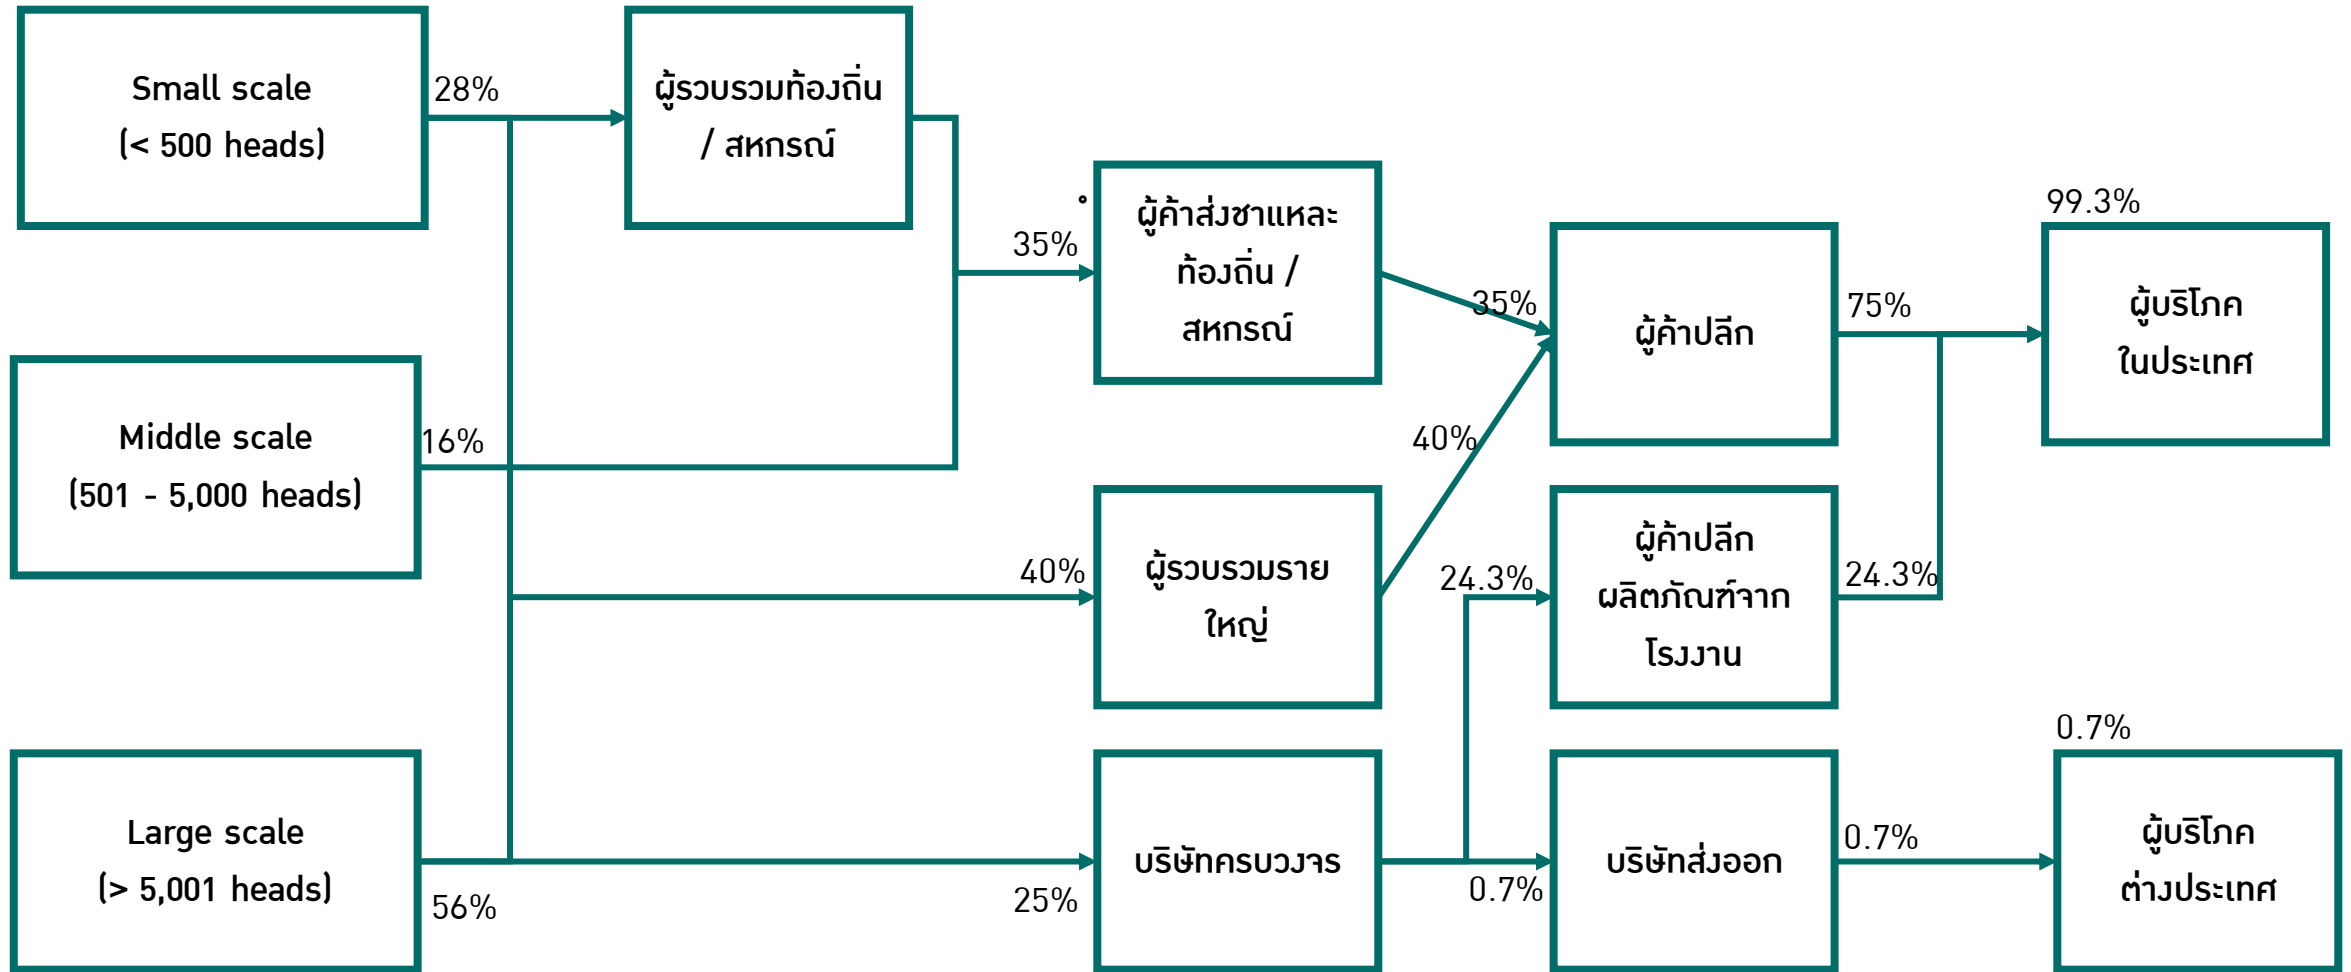 Small scale
(< 500 heads)
28%
ผู้รวบรวมท้องถิ่น
/ สหกรณ์
Middle scale
(501 - 5,000 heads)
16%
Large scale
(> 5,001 heads)
56%
35%
ผู้ค้าส่งชาแหละ
ท้องถิ่น /
สหกรณ์
40%
ผู้รวบรวมราย
ใหญ่
25%
บริษัทครบวงจร
35%
40%
ผู้ค้าปลีก
75%
24.3%
ผู้ค้าปลีก
ผลิตภัณฑ์จาก
โรงงาน
24.3%
0.7%
บริษัทส่งออก
0.7%
99.3%
ผู้บริโภค
ในประเทศ
0.7%
ผู้บริโภค
ต่างประเทศ